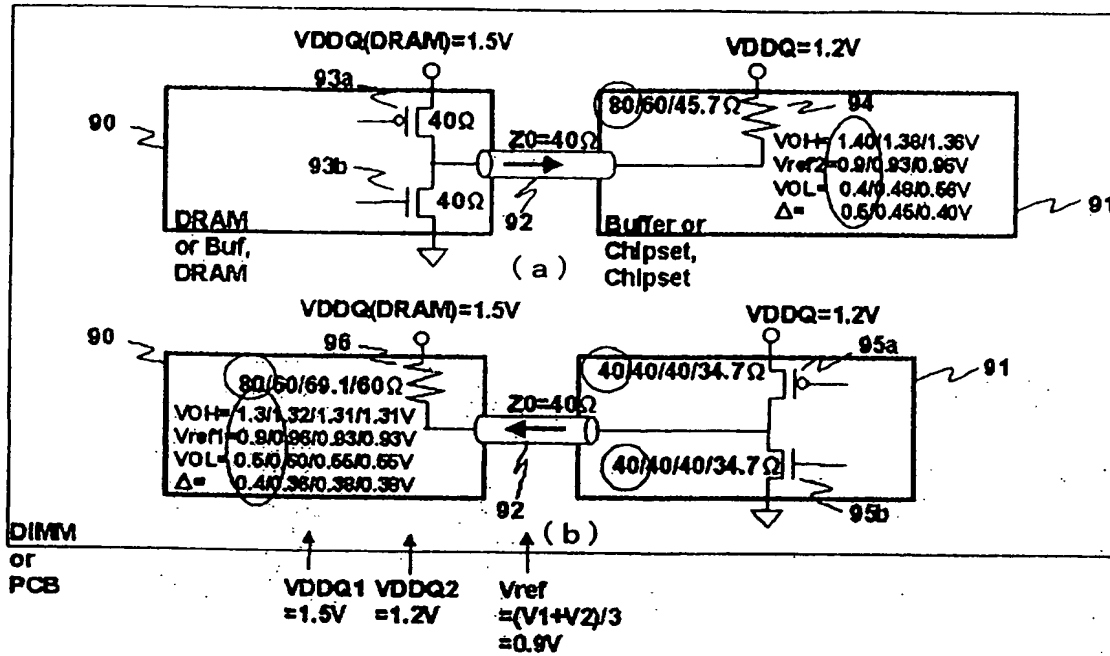 VDDQ(DRAM)=1.5V
VDDQ=1.2V
93a
90
40Ω
80/60/45.7Ω
94
Z0=40Ω
VOH= 1.40/1.38/1.36V
Vref2=0.9/0.93/0.96V
VOL= 0.4/0.48/0.56V
Δ= 0.5/0.45/0.40V
93b
40Ω
92
91
DRAM
or Buf,
DRAM
Buffer or
Chipset,
Chipset
(a)
VDDQ(DRAM)=1.5V
VDDQ=1.2V
90
96
95a
91
80/60/69.1/60Ω
40/40/40/34.7Ω
Z0=40Ω
VOH= 1.3/1.32/1.31/1.31V
Vref1=0.9/0.96/0.93/0.93V
VOL= 0.5/0.60/0.55/0.55V
Δ= 0.4/0.36/0.38/0.38V
40/40/40/34.7Ω
92
95b
(b)
DIMM
or
PCB
VDDQ1
=1.5V
VDDQ2
=1.2V
Vref
=(V1+V2)/3
=0.9V